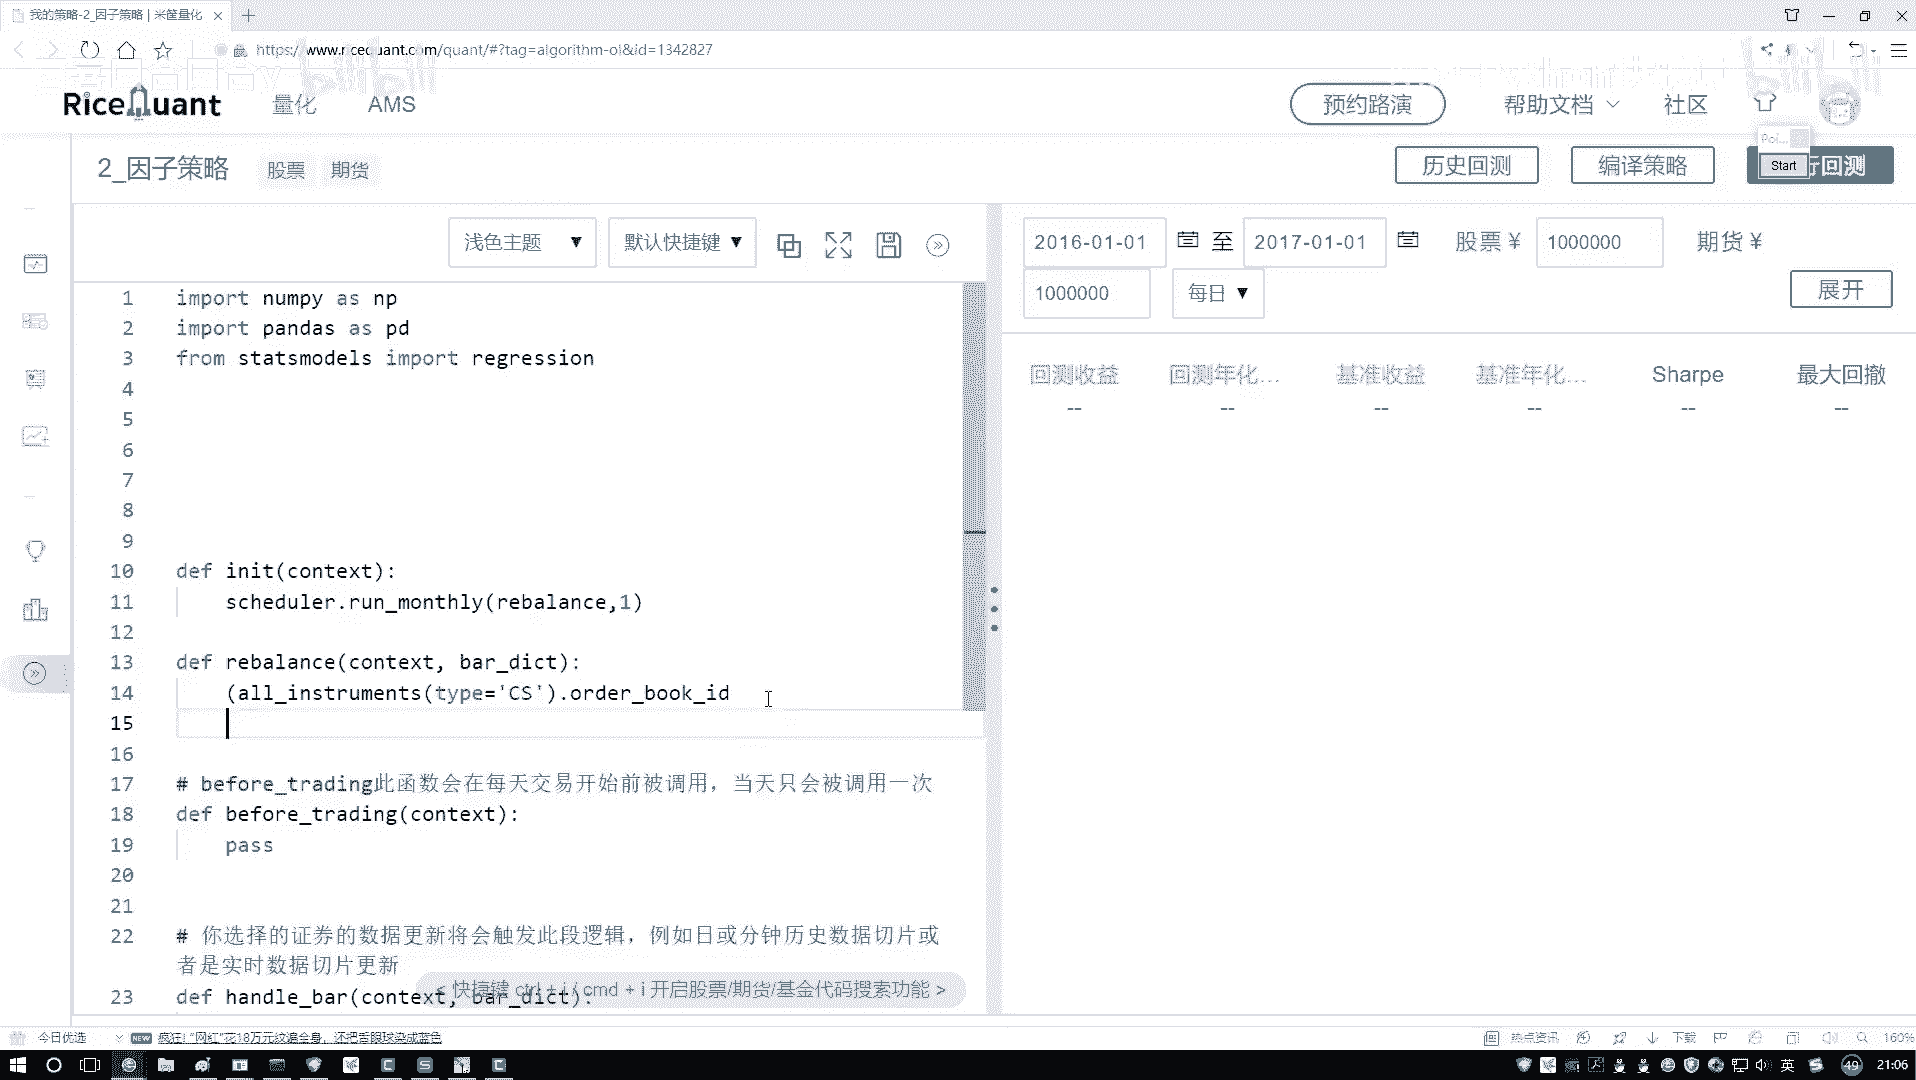 我的策略-2_因子策略 | 米筐量化
https://www.ricequant.com/quant/#?tag=algorithm-ol&id=1342827
bilibili
bilibili
RiceQuant 量化 AMS 预约路演 帮助文档 社区
2_因子策略 股票 期货 历史回测 编译策略 Start 回测
浅色主题 默认快捷键
2016-01-01 至 2017-01-01 股票 ¥ 1000000 期货 ¥
1000000 每日 展开
回测收益 回测年化... 基准收益 基准年化... Sharpe 最大回撤
-- -- -- -- -- --
1 import numpy as np
2 import pandas as pd
3 from statsmodels import regression
4
5
6
7
8
9
10 def init(context):
11 scheduler.run_monthly(rebalance,1)
12
13 def rebalance(context, bar_dict):
14 (all_instruments(type='CS').order_book_id
15
16
17 # before_trading此函数会在每天交易开始前被调用，当天只会被调用一次
18 def before_trading(context):
19 pass
20
21
22 # 你选择的证券的数据更新将会触发此段逻辑，例如日或分钟历史数据切片或
者是实时数据切片更新
23 def handle_bar(context, bar_dict):
< 快捷键 ctrl + i / cmd + i 开启股票/期货/基金代码搜索功能 >
今日优选 NEW 疯狂! "网红"花18万元纹遍全身，还把苦眼球染成蓝色 热点资讯 下载 160%
英 49 21:06